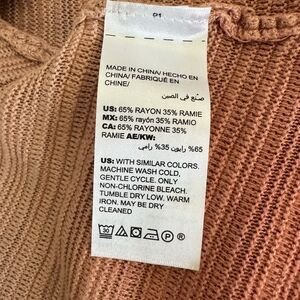 MADE IN CHINA/ HECHO EN
CHINA/ FABRIQUÉ EN
CHINE/
صنع في الصين
US: 65% RAYON 35% RAMIE
MX: 65% rayón 35% RAMIO
CA: 65% RAYONNE 35%
RAMIE AE/KW:
65% رايون 35% رامي
US: WITH SIMILAR COLORS.
MACHINE WASH COLD,
GENTLE CYCLE. ONLY
NON-CHLORINE BLEACH.
TUMBLE DRY LOW. WARM
IRON. MAY BE DRY
CLEANED
30
P